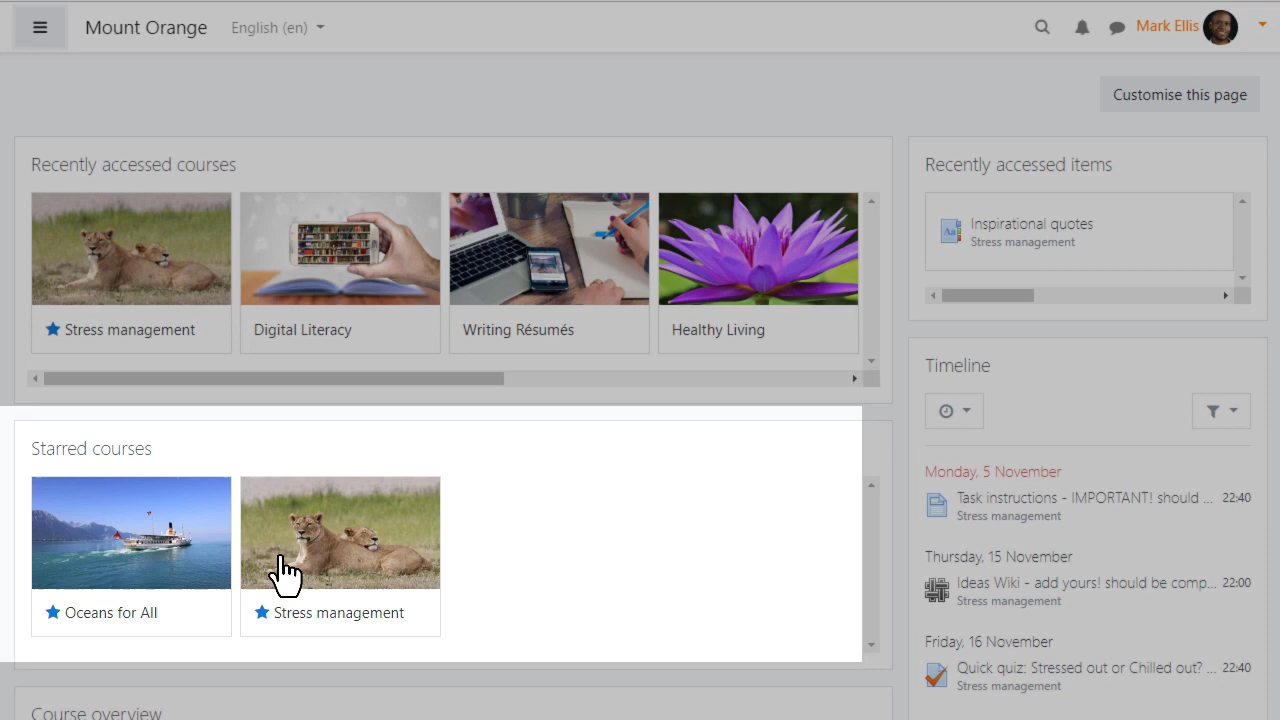 Mount Orange
English (en)
Mark Ellis
Customise this page
Recently accessed courses
Stress management
Digital Literacy
Writing Résumés
Healthy Living
Starred courses
Oceans for All
Stress management
Course overview
Recently accessed items
Inspirational quotes
Stress management
Timeline
Monday, 5 November
Task instructions - IMPORTANT! should ... 22:40
Stress management
Thursday, 15 November
Ideas Wiki - add yours! should be comp... 22:00
Stress management
Friday, 16 November
Quick quiz: Stressed out or Chilled out? ... 22:40
Stress management